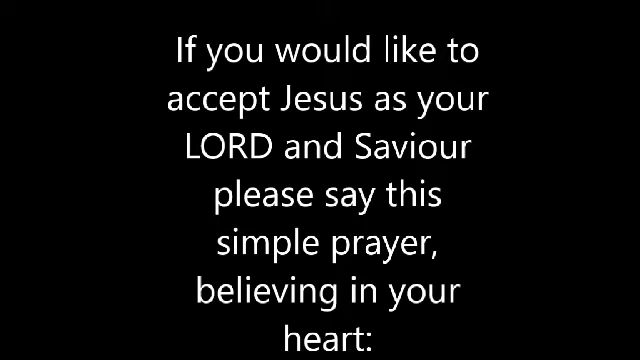 If you would like to
accept Jesus as your
LORD and Saviour
please say this
simple prayer,
believing in your
heart: